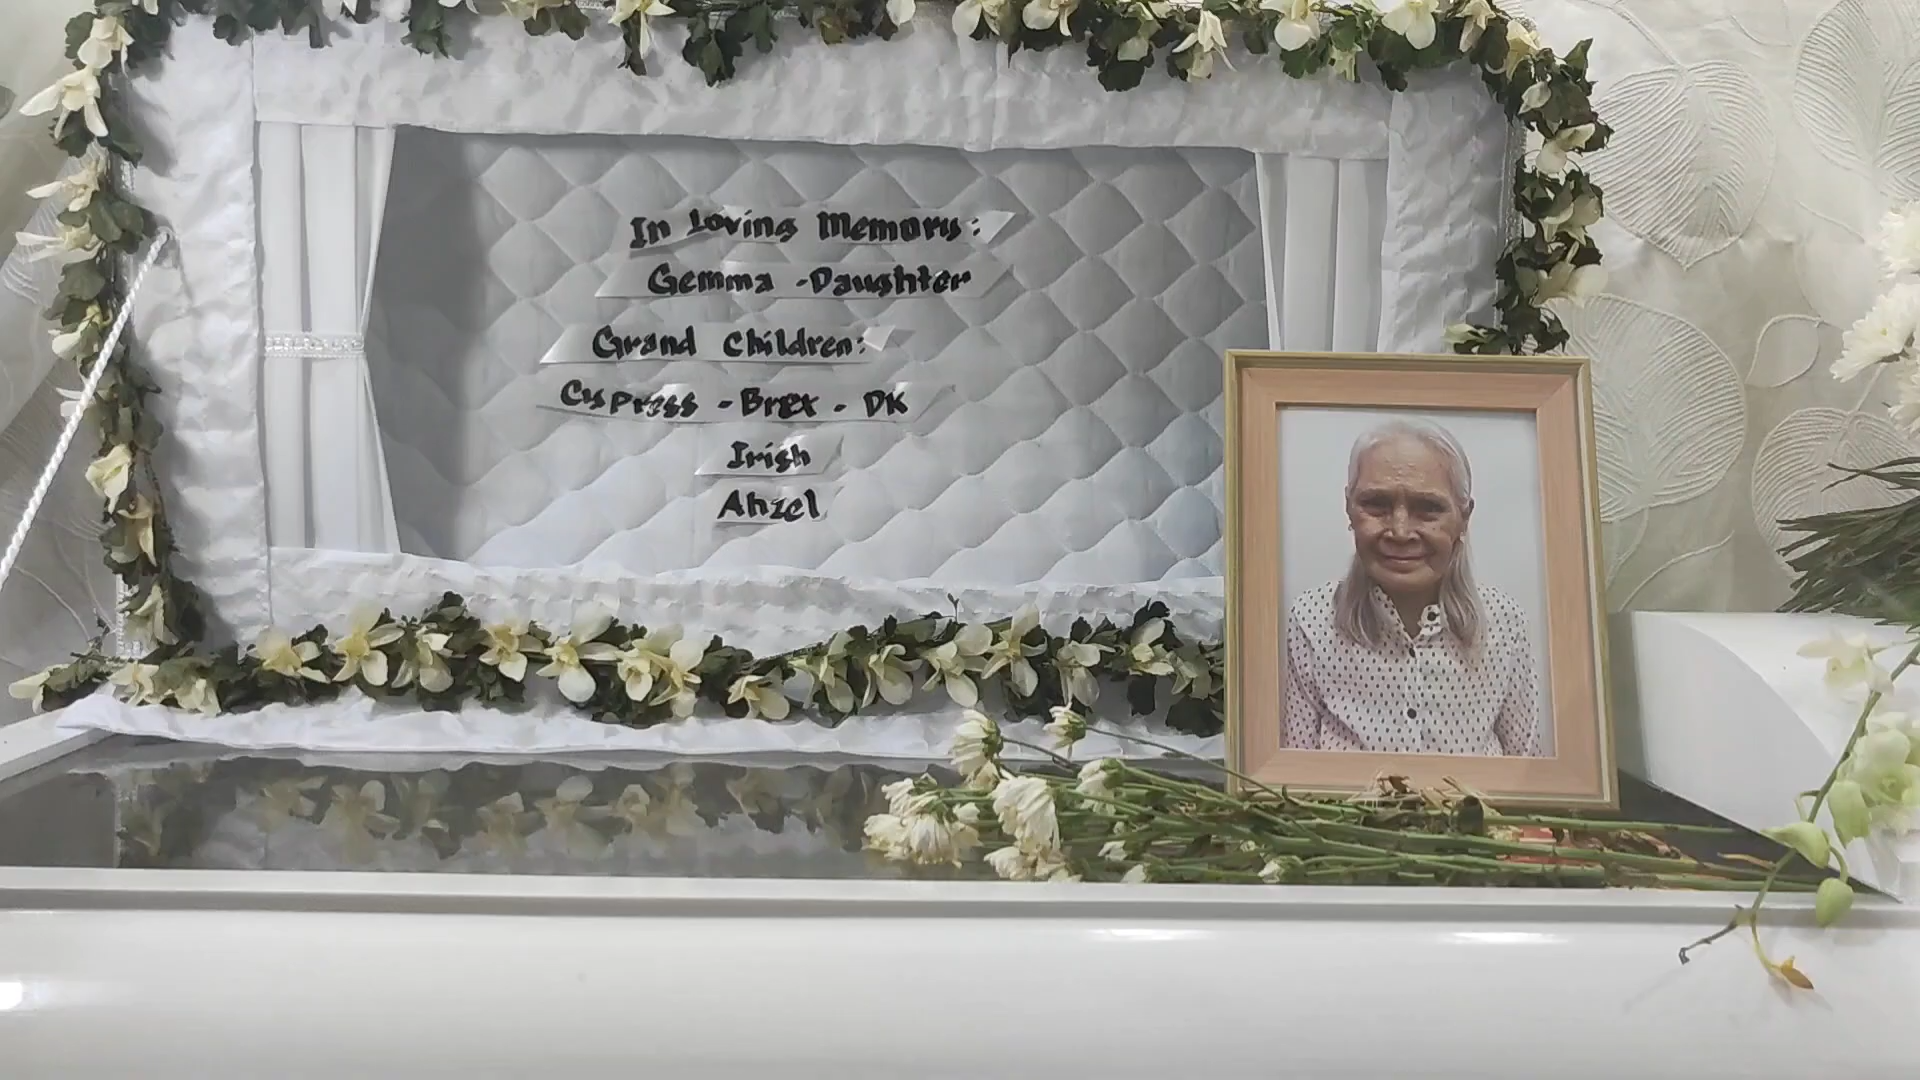 In Loving Memory:
Gemma - Daughter
Grand Children:
Cypress - Brex - DK
Irish
Ahzel